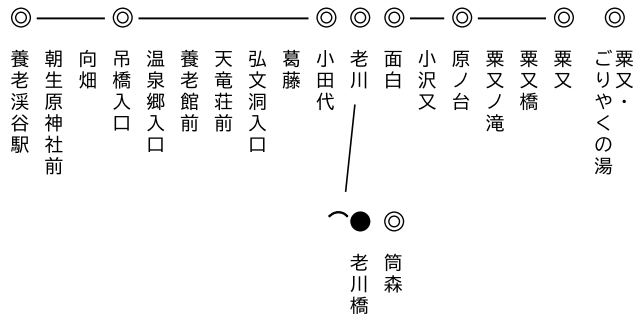 養老渓谷駅
朝生原神社前
向畑
吊橋入口
温泉郷入口
養老館前
天竜荘前
弘文洞入口
葛藤
小田代
老川
面白
小沢又
原ノ台
粟又ノ滝
粟又橋
粟又
粟又・
ごりやくの湯
老川橋
筒森